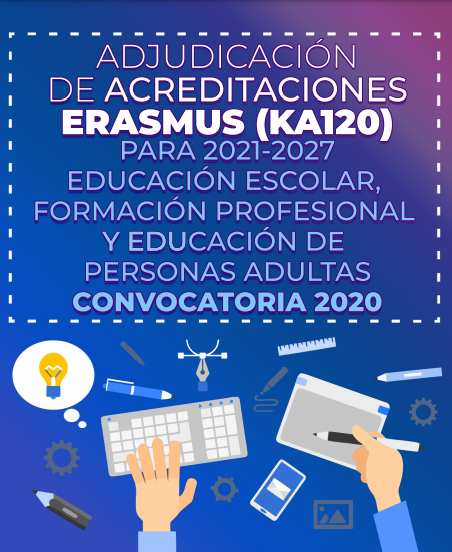 ADJUDICACIÓN
DE ACREDITACIONES
ERASMUS (KA120)
PARA 2021-2027
EDUCACIÓN ESCOLAR,
FORMACIÓN PROFESIONAL
Y EDUCACIÓN DE
PERSONAS ADULTAS
CONVOCATORIA 2020